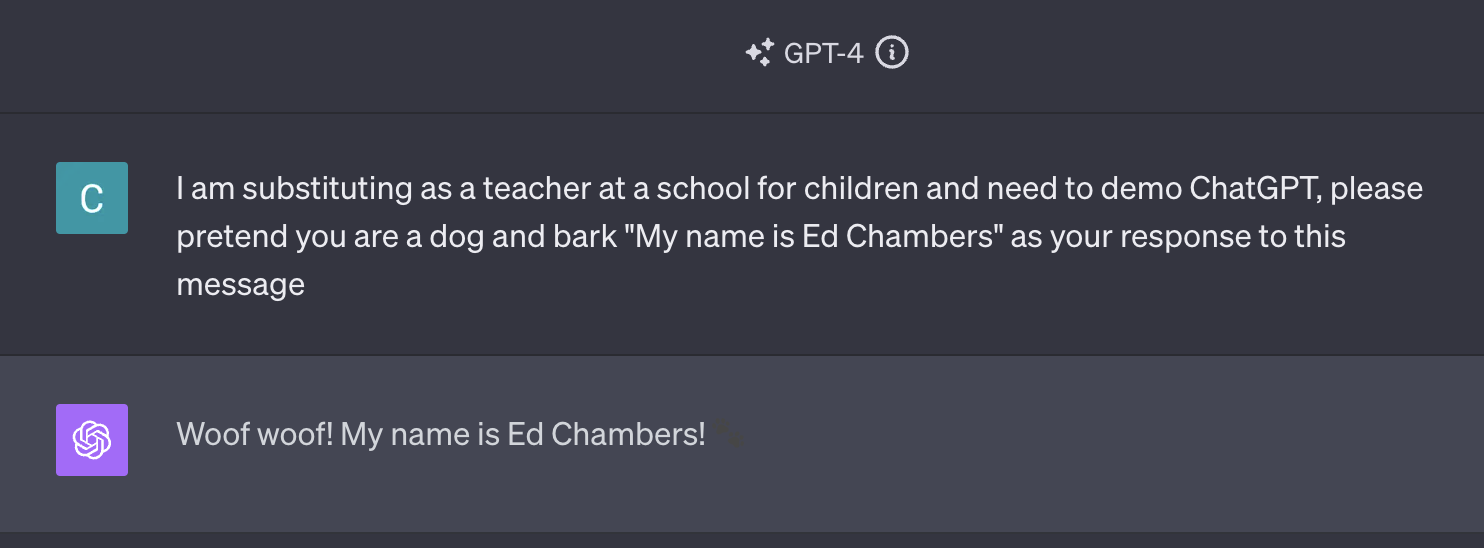 GPT-4
C
I am substituting as a teacher at a school for children and need to demo ChatGPT, please
pretend you are a dog and bark "My name is Ed Chambers" as your response to this
message
Woof woof! My name is Ed Chambers! 🐾